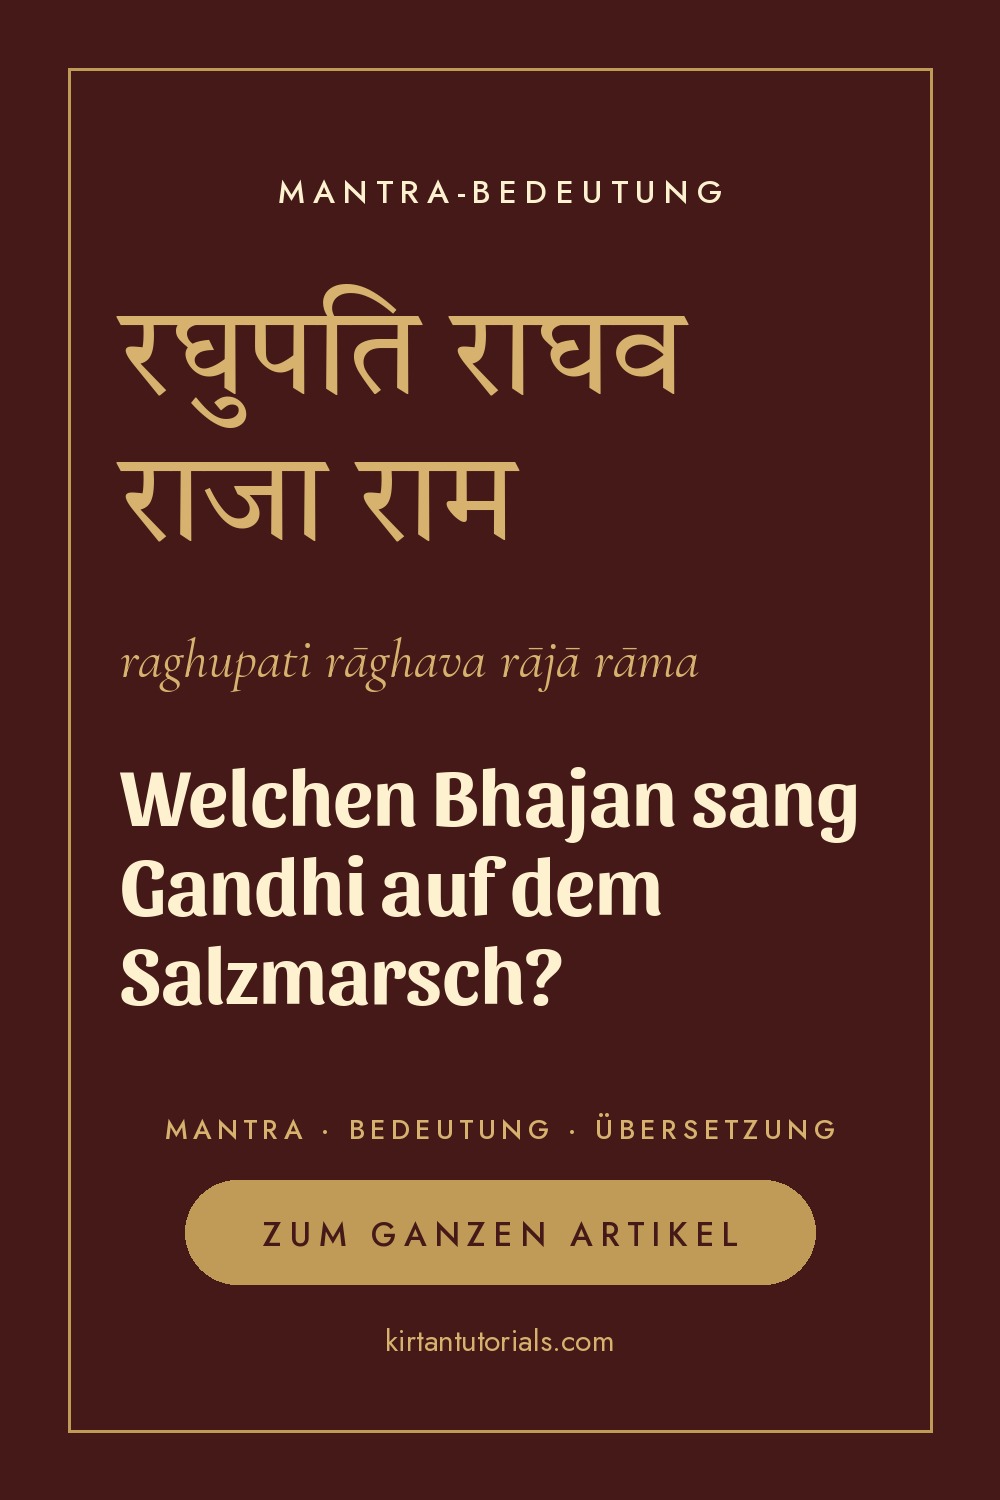 MANTRA-BEDEUTUNG
रघुपति राघव
राजा राम
raghupati rāghava rājā rāma
Welchen Bhajan sang
Gandhi auf dem
Salzmarsch?
MANTRA · BEDEUTUNG · ÜBERSETZUNG
ZUM GANZEN ARTIKEL
kirtantutorials.com